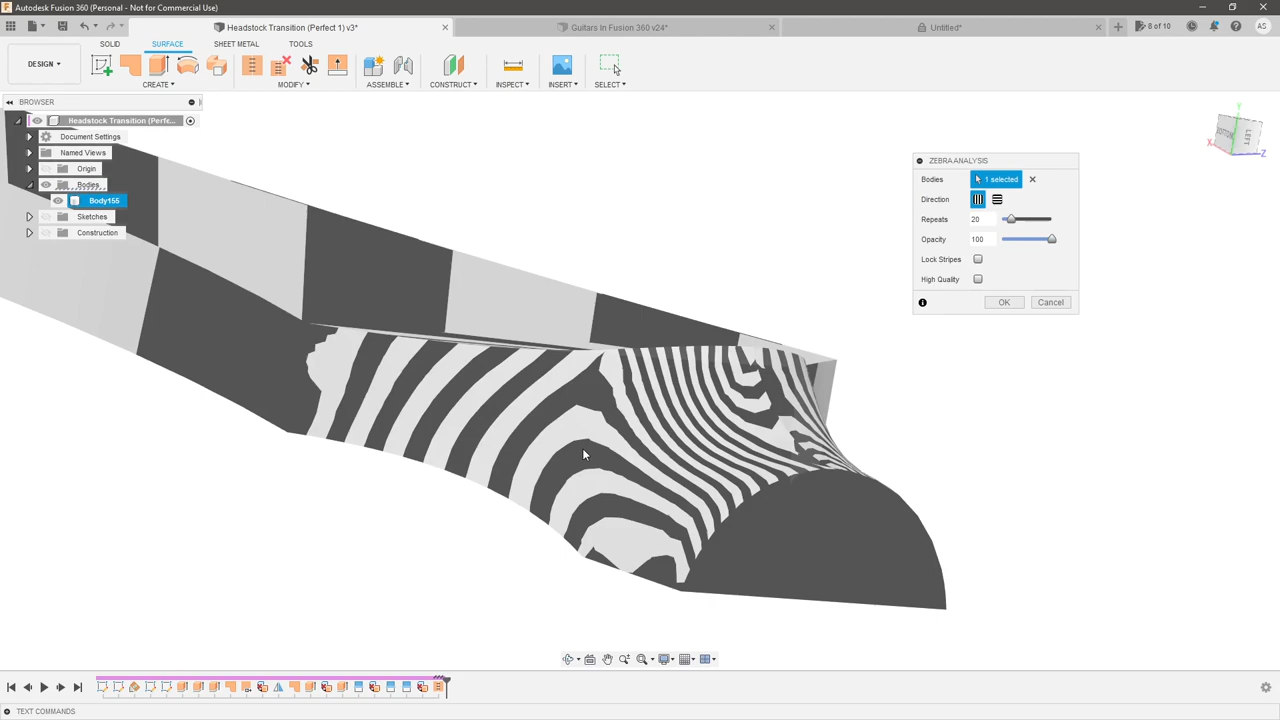 Autodesk Fusion 360 (Personal - Not for Commercial Use)
Headstock Transition (Perfect 1) v3*
Guitars In Fusion 360 v24*
Untitled*
8 of 10
AS
DESIGN
SOLID
SURFACE
SHEET METAL
TOOLS
CREATE
MODIFY
ASSEMBLE
CONSTRUCT
INSPECT
INSERT
SELECT
BROWSER
Headstock Transition (Perfe...
Document Settings
Named Views
Origin
Bodies
Body155
Sketches
Construction
Y
BOTTOM
LEFT
X
Z
ZEBRA ANALYSIS
Bodies 1 selected
Direction
Repeats 20
Opacity 100
Lock Stripes
High Quality
OK Cancel
TEXT COMMANDS